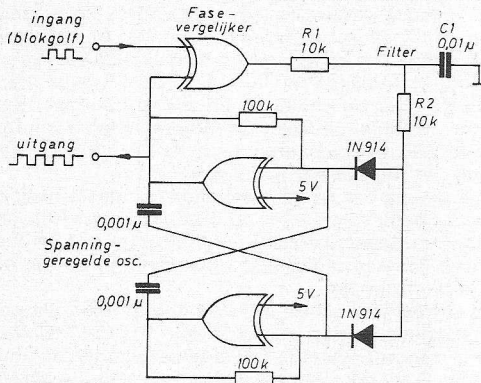 ingang
(blokgolf)
Fase-
vergelijker
R1
10k
Filter
C1
0,01µ
R2
10k
100k
1N914
uitgang
5V
0,001µ
Spanning-
geregelde osc.
0,001µ
5V
1N914
100k